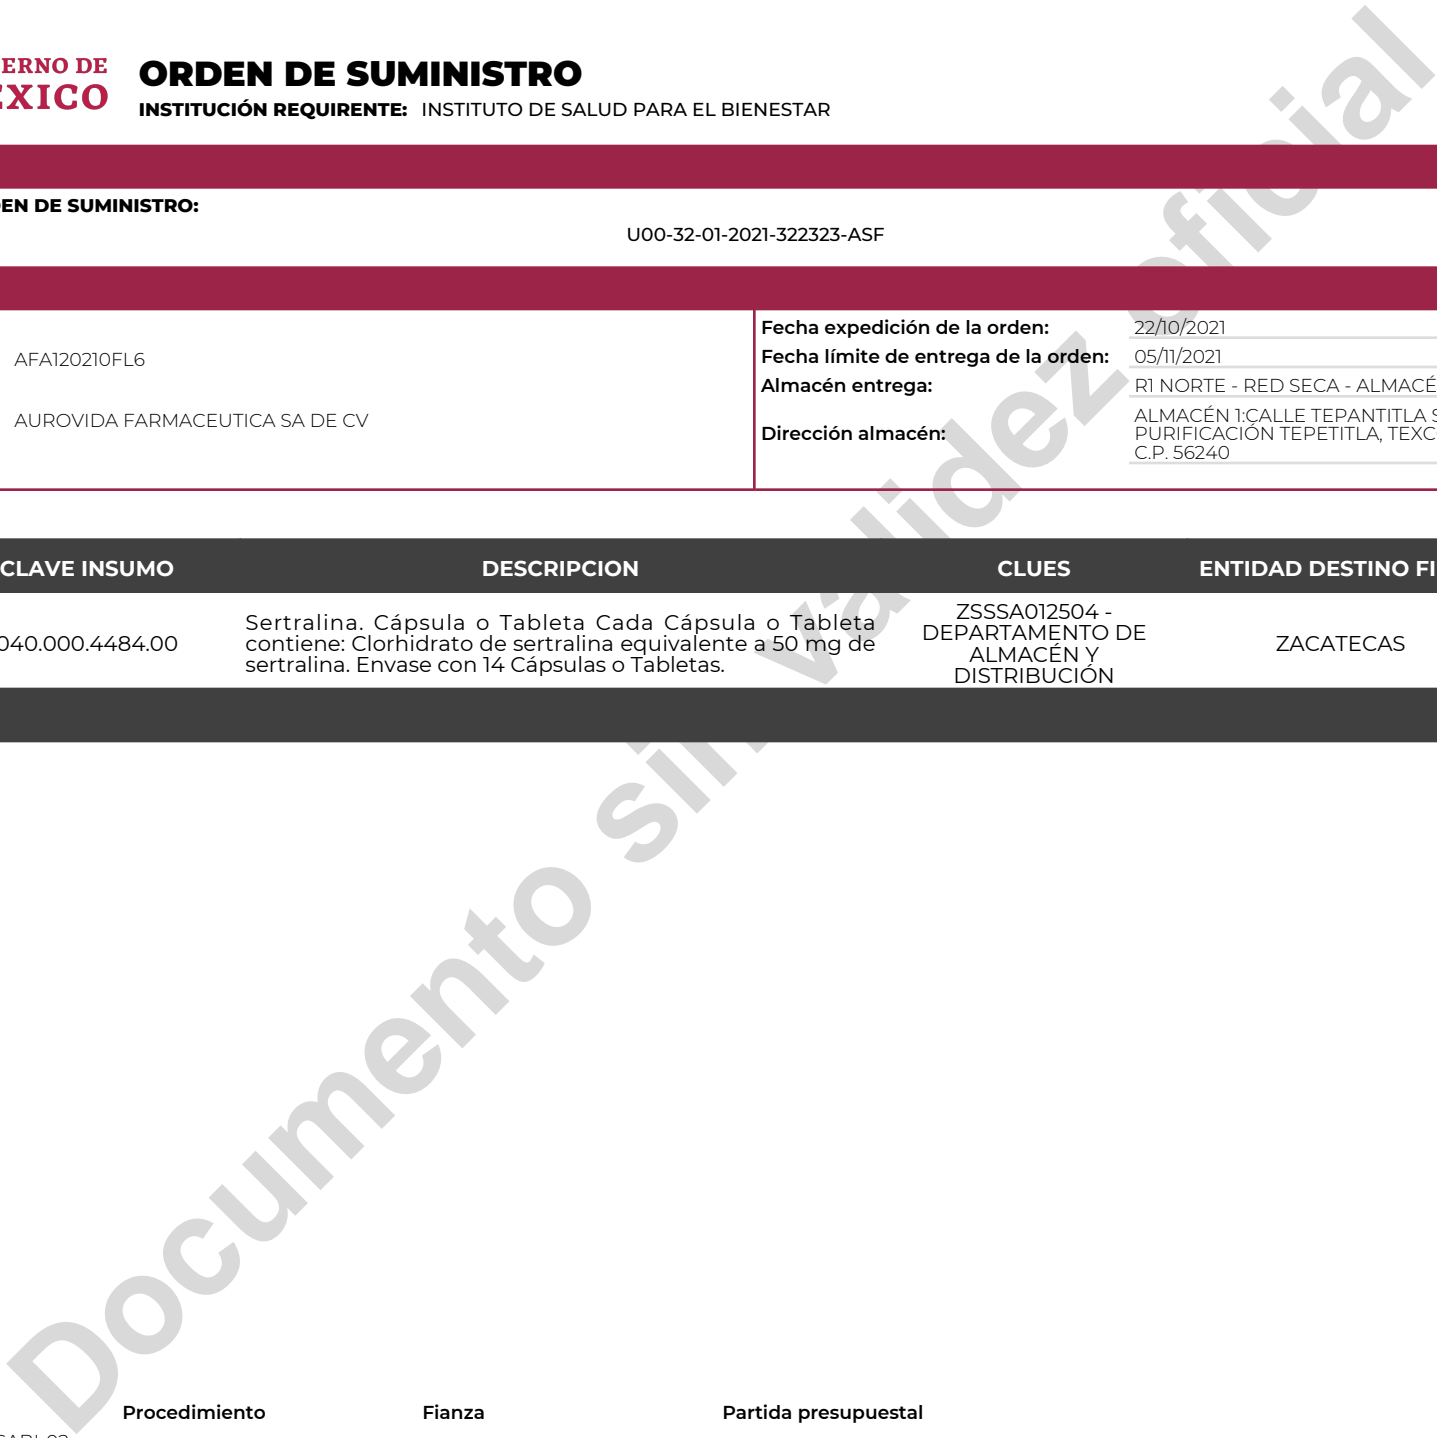 ERNO DE
EXICO
ORDEN DE SUMINISTRO
INSTITUCIÓN REQUIRENTE: INSTITUTO DE SALUD PARA EL BIENESTAR
EN DE SUMINISTRO:
U00-32-01-2021-322323-ASF
AFA120210FL6
AUROVIDA FARMACEUTICA SA DE CV
Fecha expedición de la orden: 22/10/2021
Fecha límite de entrega de la orden: 05/11/2021
Almacén entrega: R1 NORTE - RED SECA - ALMACÉ
Dirección almacén:
ALMACÉN 1:CALLE TEPANTITLA S
PURIFICACIÓN TEPETITLA, TEXC
C.P. 56240
CLAVE INSUMO DESCRIPCION CLUES ENTIDAD DESTINO FI
040.000.4484.00
Sertralina. Cápsula o Tableta Cada Cápsula o Tableta
contiene: Clorhidrato de sertralina equivalente a 50 mg de
sertralina. Envase con 14 Cápsulas o Tabletas.
ZSSSA012504 -
DEPARTAMENTO DE
ALMACÉN Y
DISTRIBUCIÓN
ZACATECAS
Documento sin validez oficial
Procedimiento Fianza Partida presupuestal